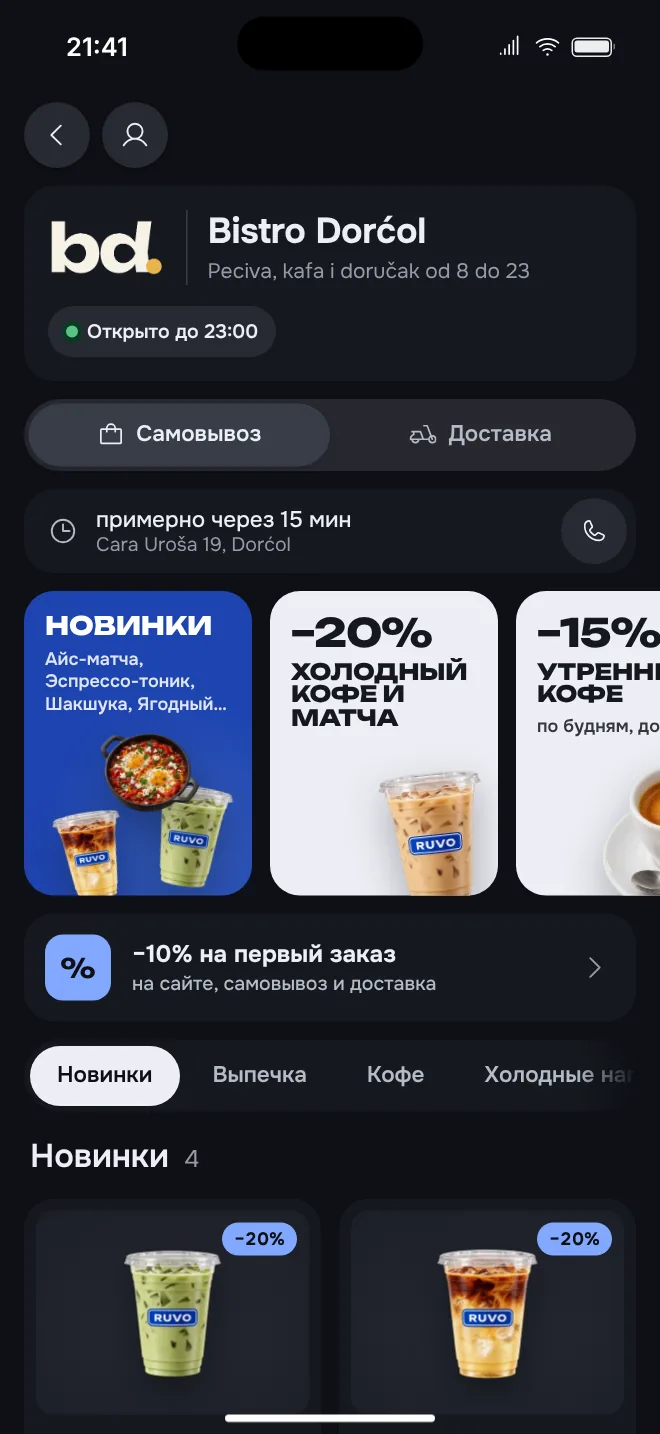 21:41
bd.
Bistro Dorćol
Peciva, kafa i doručak od 8 do 23
Открыто до 23:00
Самовывоз
Доставка
примерно через 15 мин
Cara Uroša 19, Dorćol
НОВИНКИ
Айс-матча,
Эспрессо-тоник,
Шакшука, Ягодный...
RUVO
RUVO
−20%
ХОЛОДНЫЙ
КОФЕ И
МАТЧА
RUVO
−15%
УТРЕНН
КОФЕ
по будням, до
%
−10% на первый заказ
на сайте, самовывоз и доставка
Новинки
Выпечка
Кофе
Холодные нап
Новинки 4
−20%
RUVO
−20%
RUVO